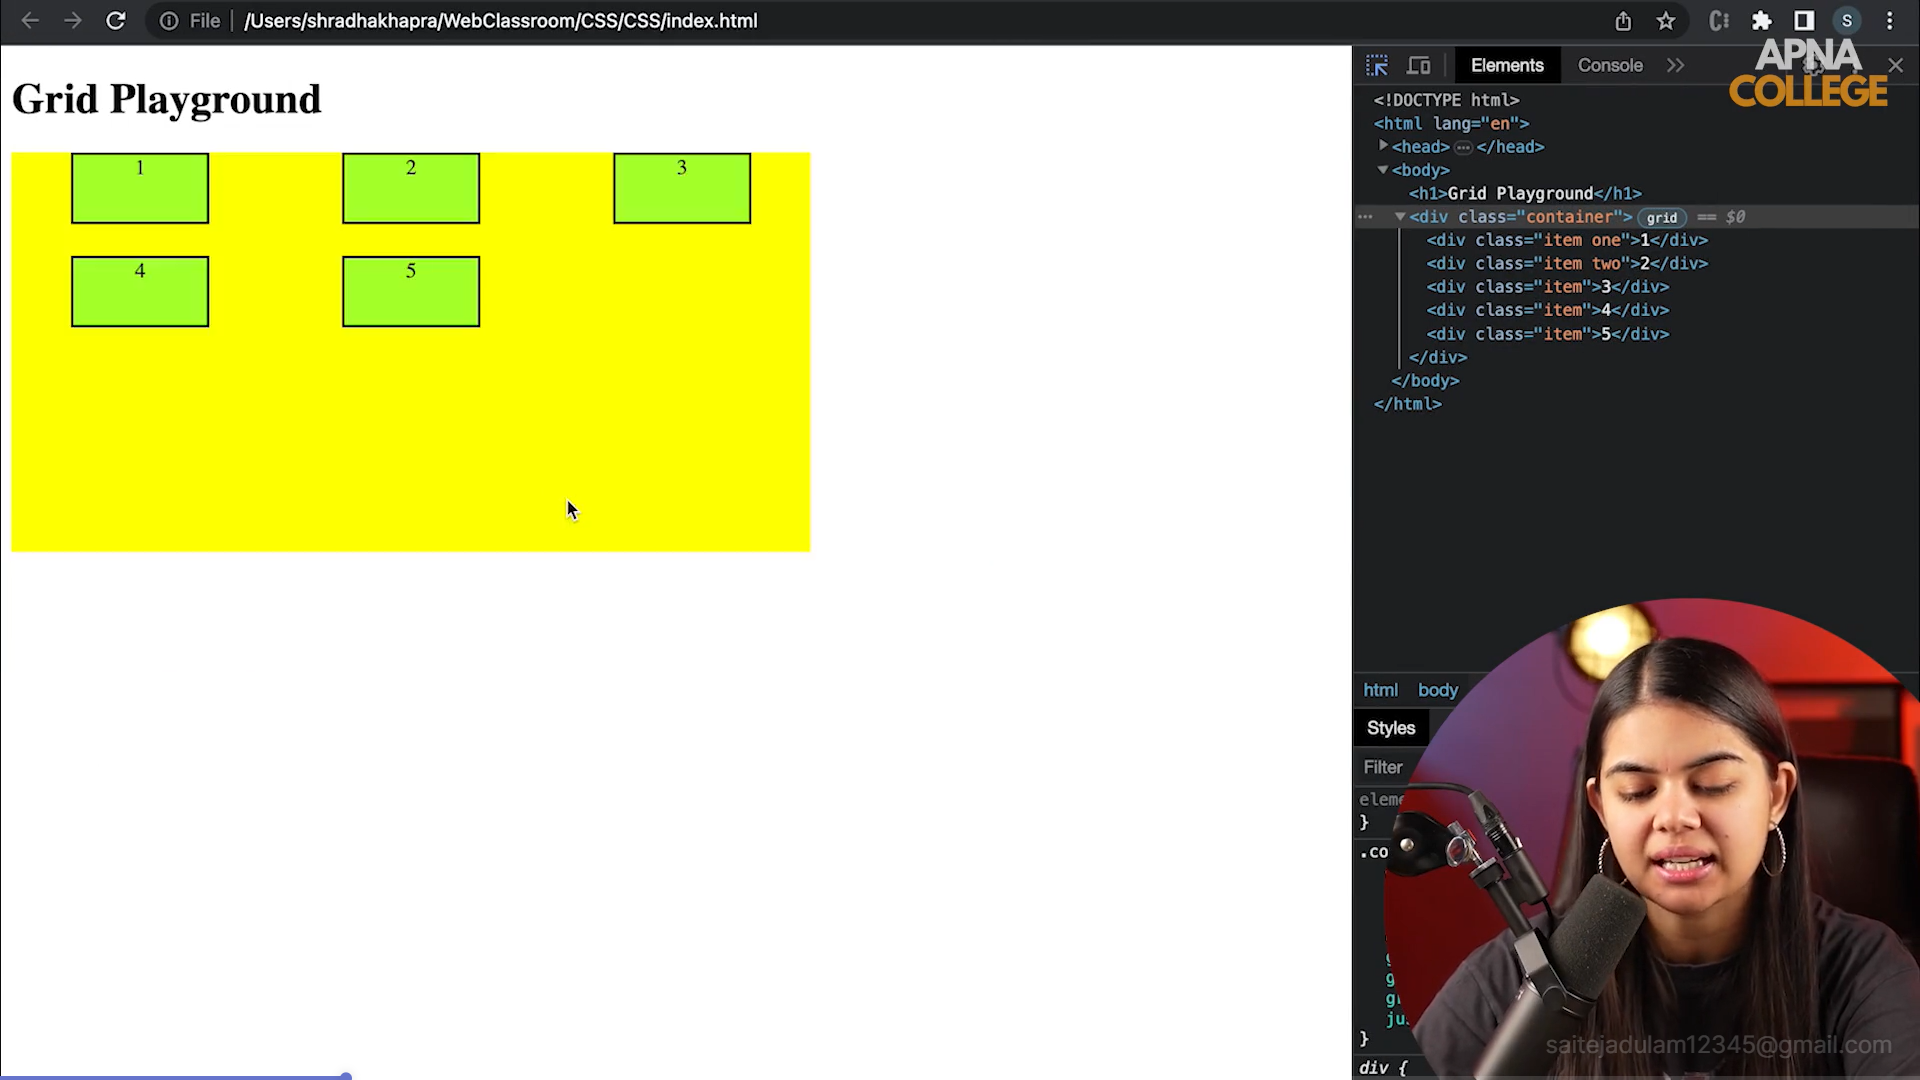 File /Users/shradhakhapra/WebClassroom/CSS/CSS/index.html
S
APNA
COLLEGE
Grid Playground
1
2
3
4
5
Elements
Console
<!DOCTYPE html>
<html lang="en">
<head> ... </head>
<body>
<h1>Grid Playground</h1>
... <div class="container"> grid == $0
<div class="item one">1</div>
<div class="item two">2</div>
<div class="item">3</div>
<div class="item">4</div>
<div class="item">5</div>
</div>
</body>
</html>
html body
Styles
Filter
}
}
saitejadulam12345@gmail.com
div {